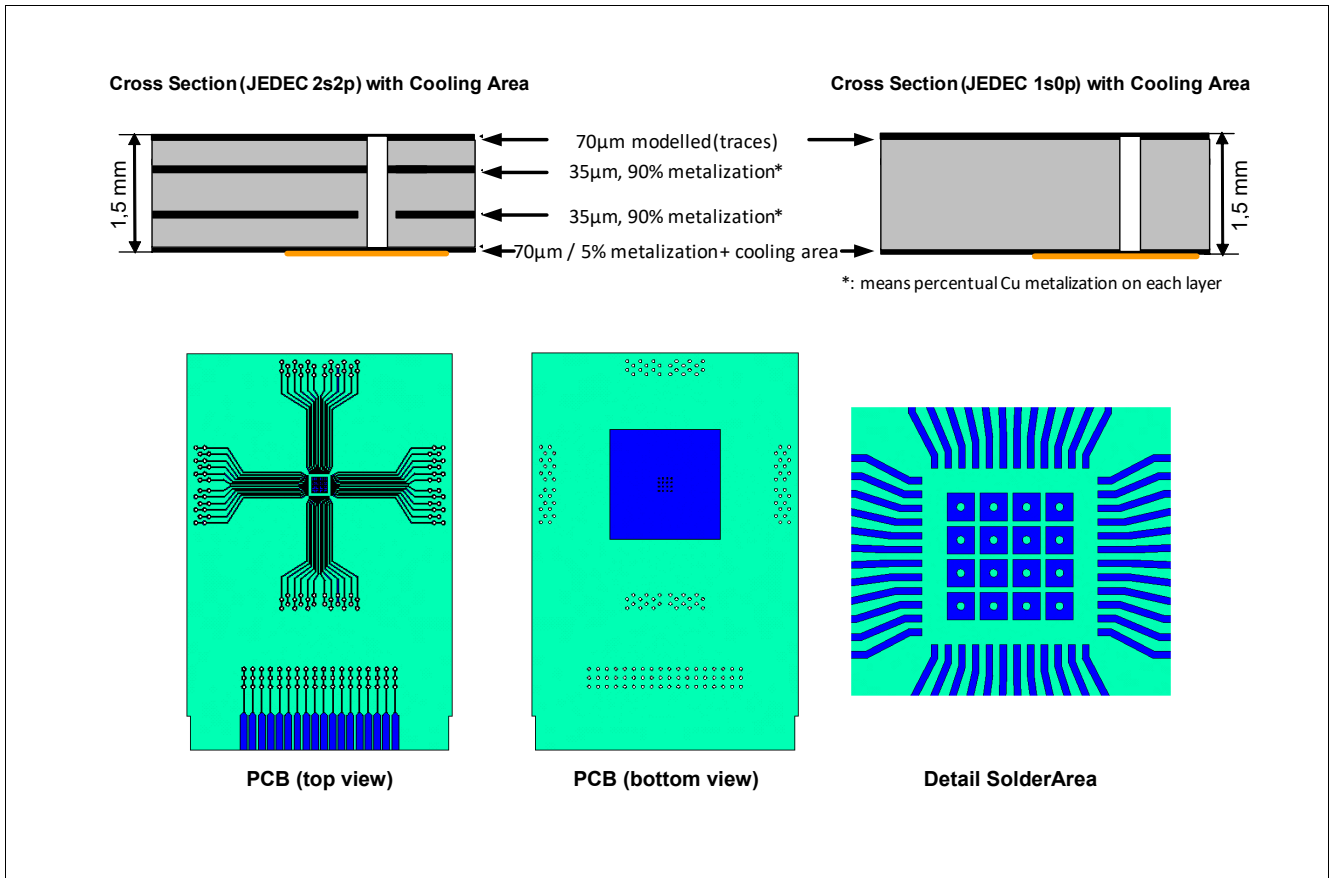 Cross Section (JEDEC 2s2p) with Cooling Area
Cross Section (JEDEC 1s0p) with Cooling Area
1,5 mm
70µm modelled (traces)
35µm, 90% metalization*
35µm, 90% metalization*
70µm / 5% metalization + cooling area
1,5 mm
*: means percentual Cu metalization on each layer
PCB (top view)
PCB (bottom view)
Detail SolderArea